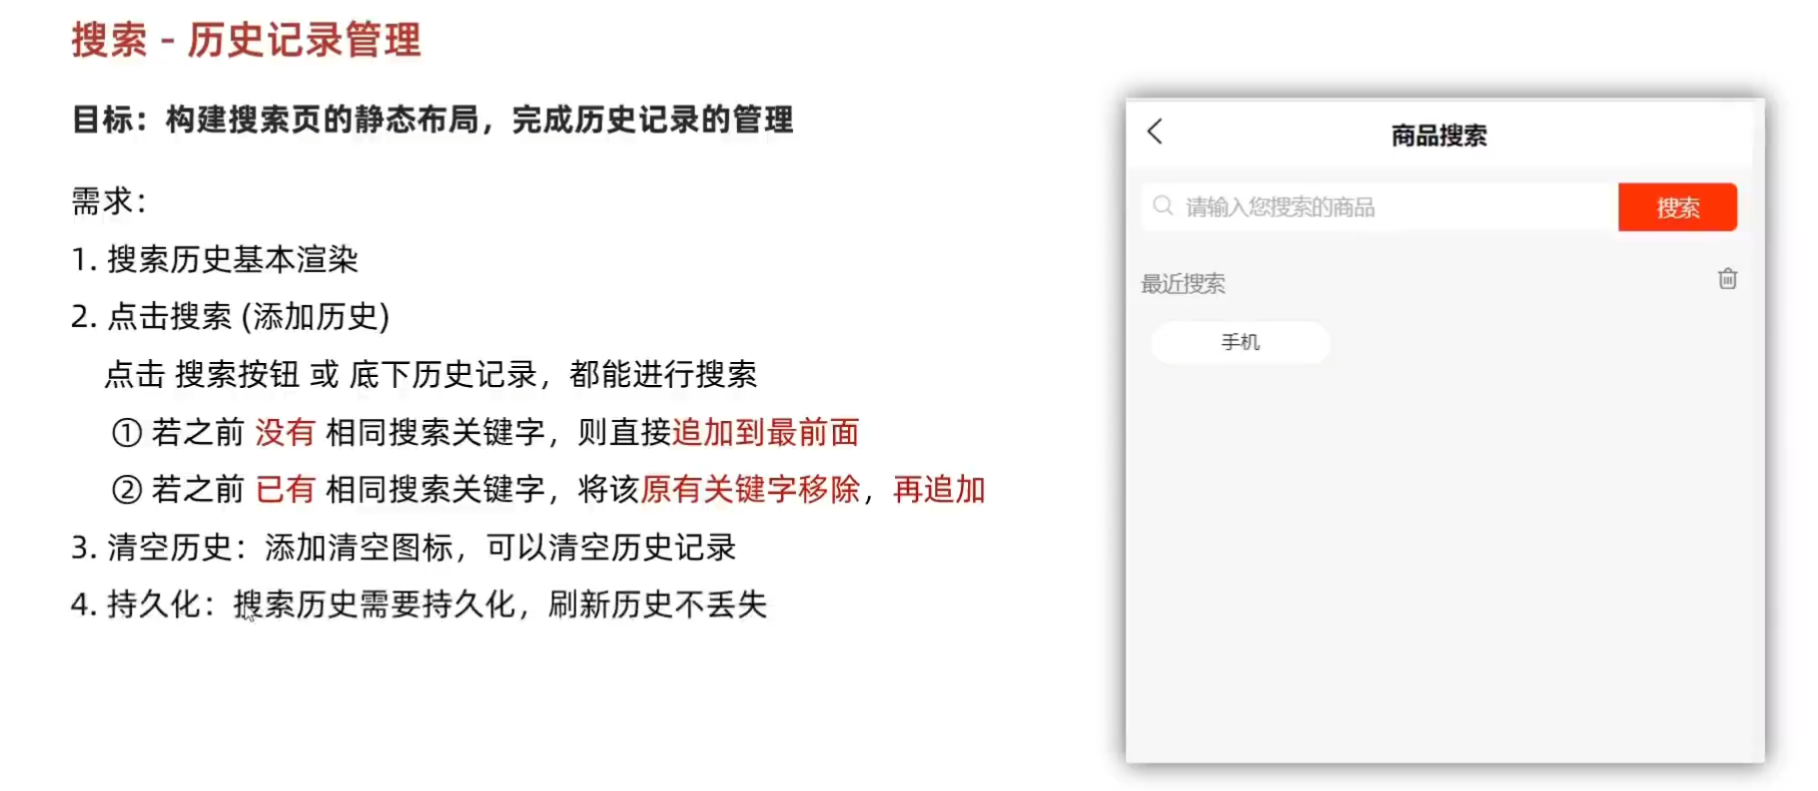 搜索 - 历史记录管理
目标：构建搜索页的静态布局，完成历史记录的管理
需求：
1. 搜索历史基本渲染
2. 点击搜索 (添加历史)
点击 搜索按钮 或 底下历史记录，都能进行搜索
① 若之前 没有 相同搜索关键字，则直接追加到最前面
② 若之前 已有 相同搜索关键字，将该原有关键字移除，再追加
3. 清空历史：添加清空图标，可以清空历史记录
4. 持久化：搜索历史需要持久化，刷新历史不丢失
商品搜索
请输入您搜索的商品
搜索
最近搜索
手机